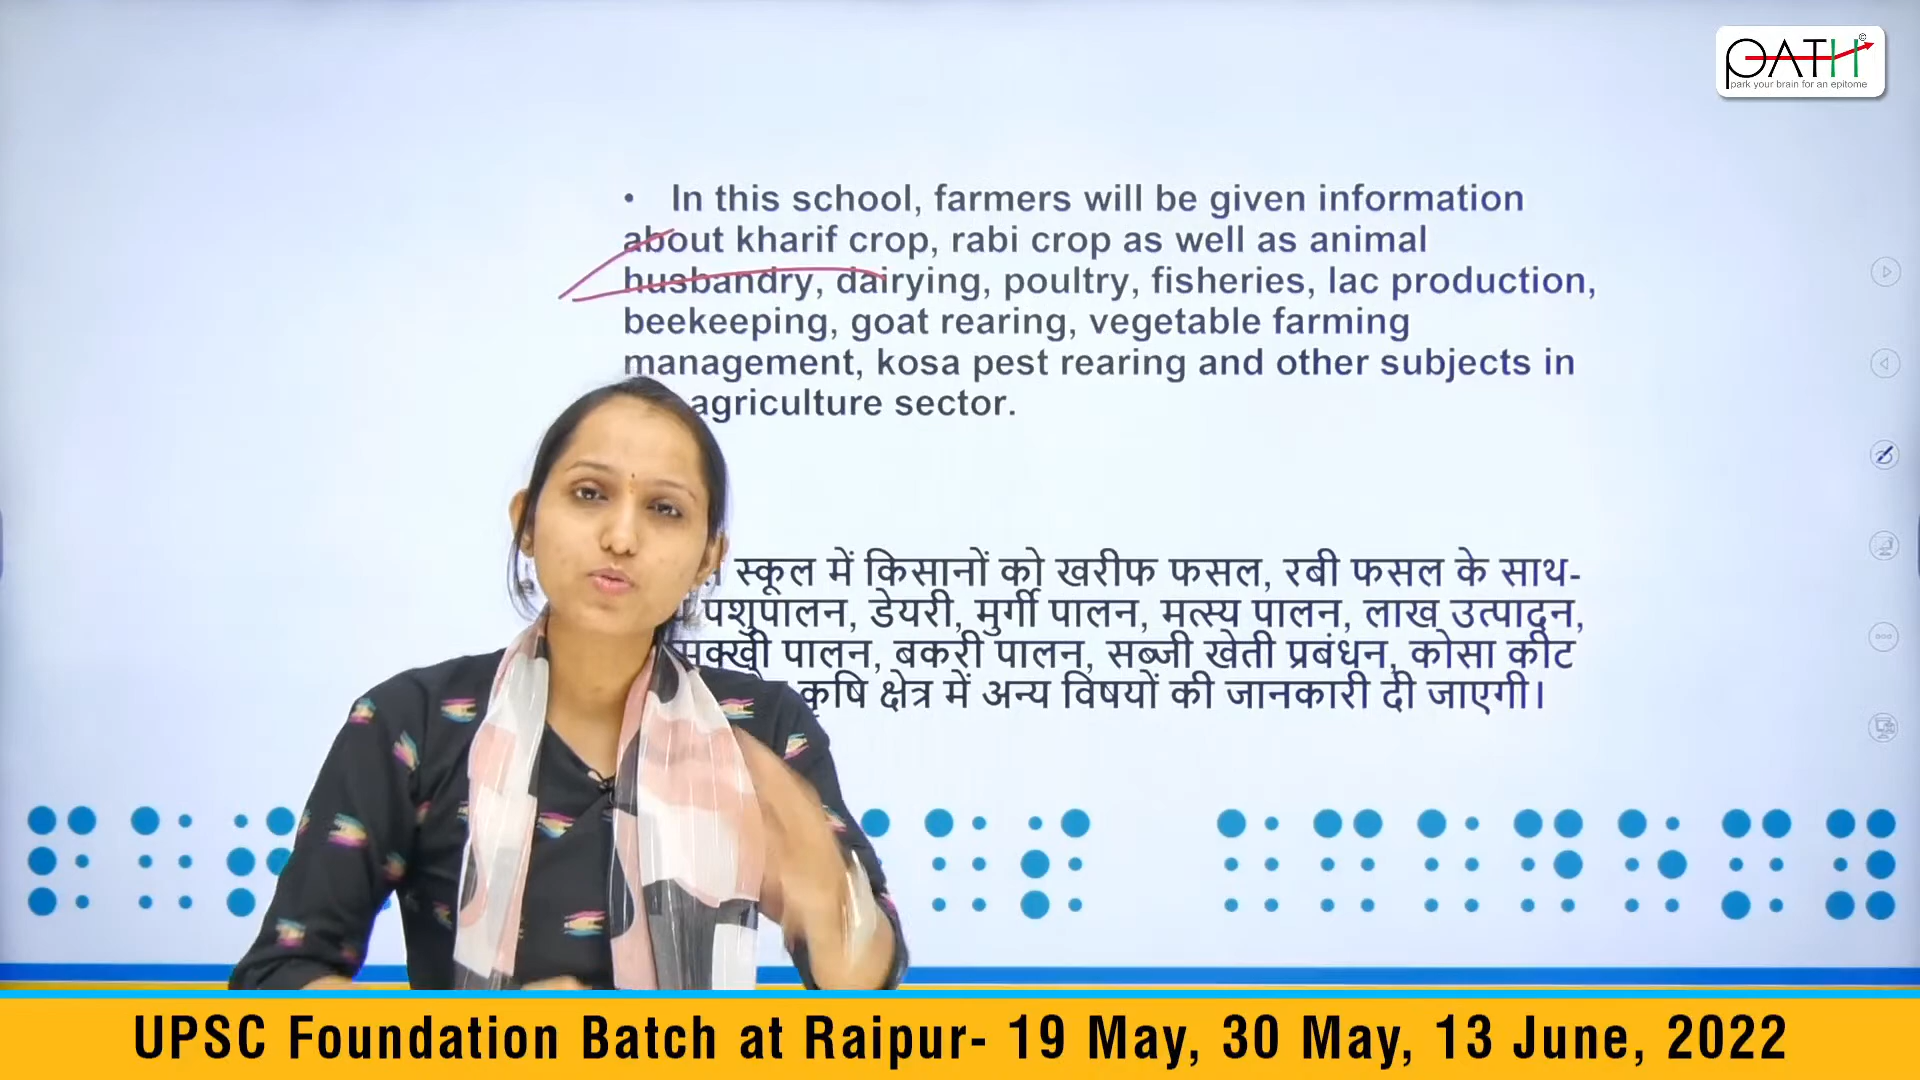 PATH ©
park your brain for an epitome
• In this school, farmers will be given information
about kharif crop, rabi crop as well as animal
husbandry, dairying, poultry, fisheries, lac production,
beekeeping, goat rearing, vegetable farming
management, kosa pest rearing and other subjects in
agriculture sector.
स्कूल में किसानों को खरीफ फसल, रबी फसल के साथ-
पशुपालन, डेयरी, मुर्गी पालन, मत्स्य पालन, लाख उत्पादन,
पालन, बकरी पालन, सब्जी खेती प्रबंधन, कोसा कीट
कृषि क्षेत्र में अन्य विषयों की जानकारी दी जाएगी।
UPSC Foundation Batch at Raipur- 19 May, 30 May, 13 June, 2022